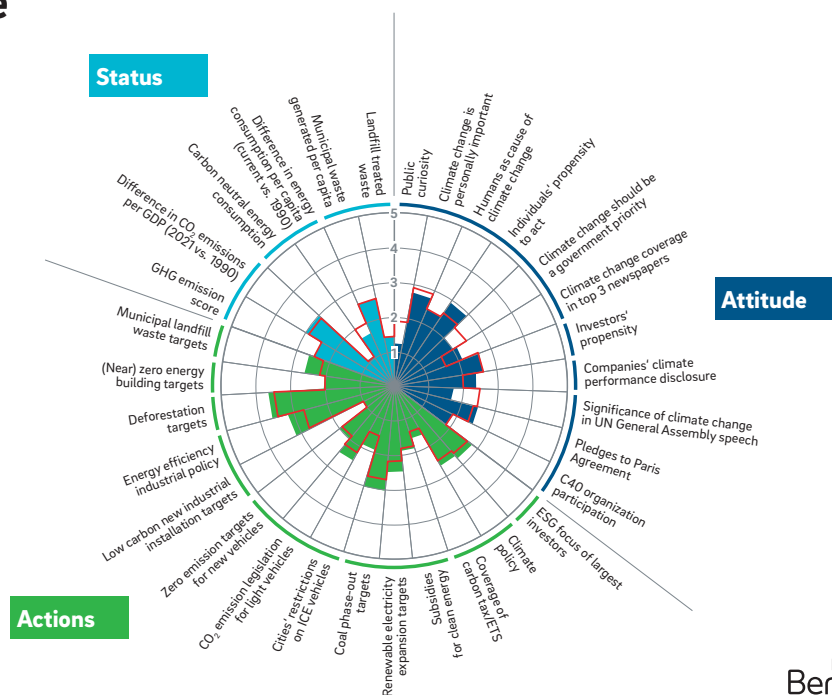 e
Status
Attitude
Actions
Public
curiosity
Climate change is
personally important
Humans as cause of
climate change
Individuals' propensity
to act
Climate change should be
a government priority
Climate change coverage
in top 3 newspapers
Investors'
propensity
Companies' climate
performance disclosure
Significance of climate change
in UN General Assembly speech
Pledges to Paris
Agreement
C40 organization
participation
ESG focus of largest
investors
Climate
policy
Coverage of
carbon tax/ETS
Subsidies
for clean energy
Renewable electricity
expansion targets
Coal phase-out
targets
Cities' restrictions
on ICE vehicles
CO₂ emission legislation
for light vehicles
Zero emission targets
for new vehicles
Low carbon new industrial
installation targets
Energy efficiency
industrial policy
Deforestation
targets
(Near) zero energy
building targets
Municipal landfill
waste targets
GHG emission
score
Difference in CO₂ emissions
per GDP (2021 vs. 1990)
Carbon neutral energy
consumption
Difference in energy
consumption per capita
(current vs. 1990)
Municipal waste
generated per capita
Landfill treated
waste
5
4
3
2
1
Ber